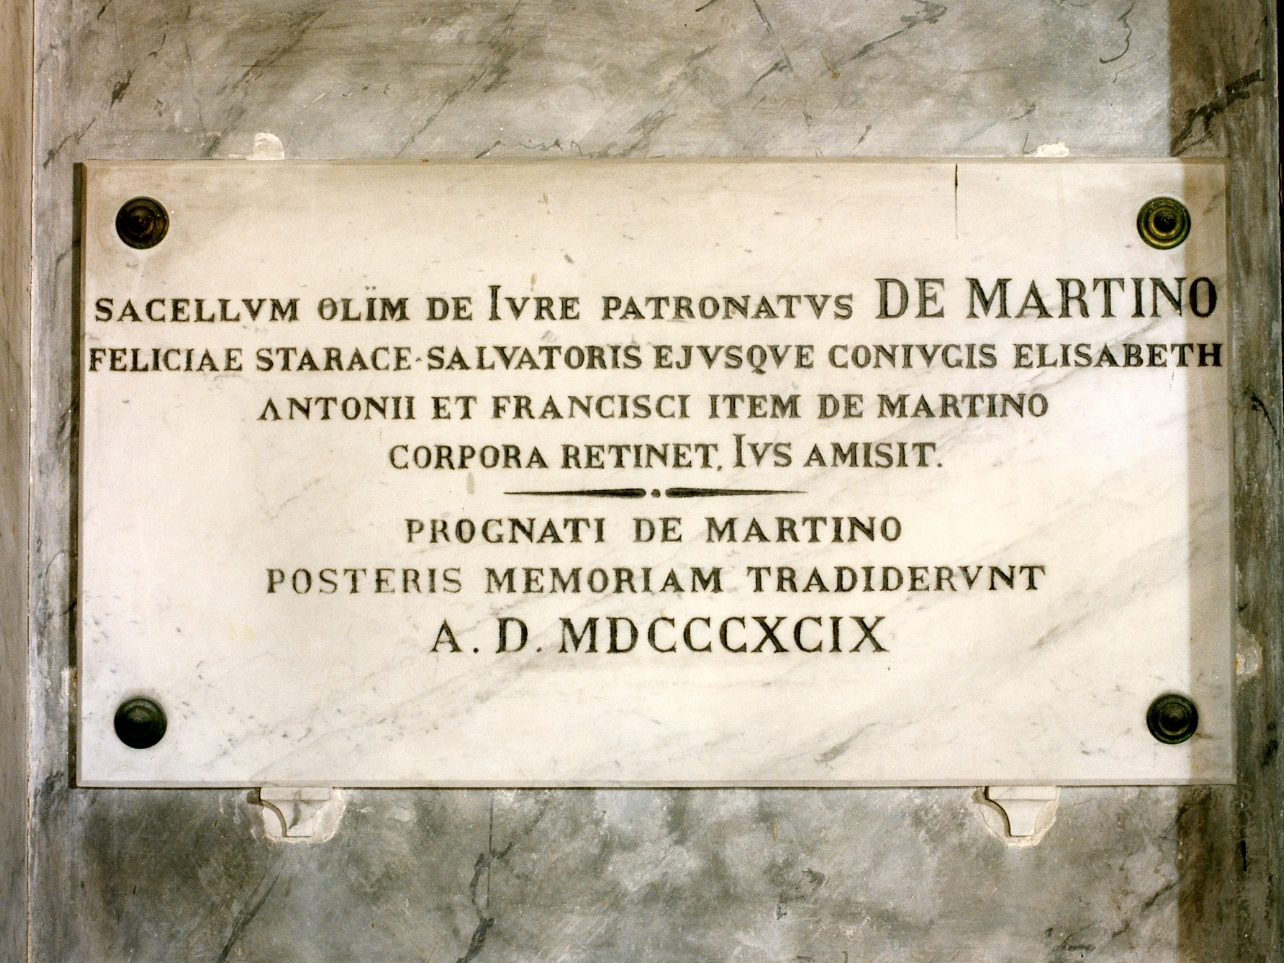 SACELLVM OLÏM DE IVRE PATRONATVS DE MARTINO
FELICIAE STARACE·SALVATORIS EJVSQVE CONIVGIS ELISABETH
ANTONII ET FRANCISCI ITEM DE MARTINO
CORPORA RETINET, IVS AMISIT.
PROGNATI DE MARTINO
POSTERIS MEMORIAM TRADIDERVNT
A. D. MDCCCXCIX